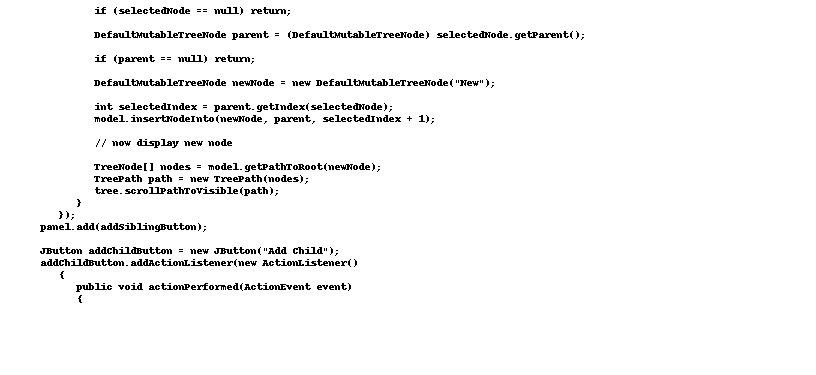 if (selectedNode == null) return;
DefaultMutableTreeNode parent = (DefaultMutableTreeNode) selectedNode.getParent();
if (parent == null) return;
DefaultMutableTreeNode newNode = new DefaultMutableTreeNode("New");
int selectedIndex = parent.getIndex(selectedNode);
model.insertNodeInto(newNode, parent, selectedIndex + 1);
// now display new node
TreeNode[] nodes = model.getPathToRoot(newNode);
TreePath path = new TreePath(nodes);
tree.scrollPathToVisible(path);
}
});
panel.add(addSiblingButton);
JButton addChildButton = new JButton("Add Child");
addChildButton.addActionListener(new ActionListener()
{
public void actionPerformed(ActionEvent event)
{